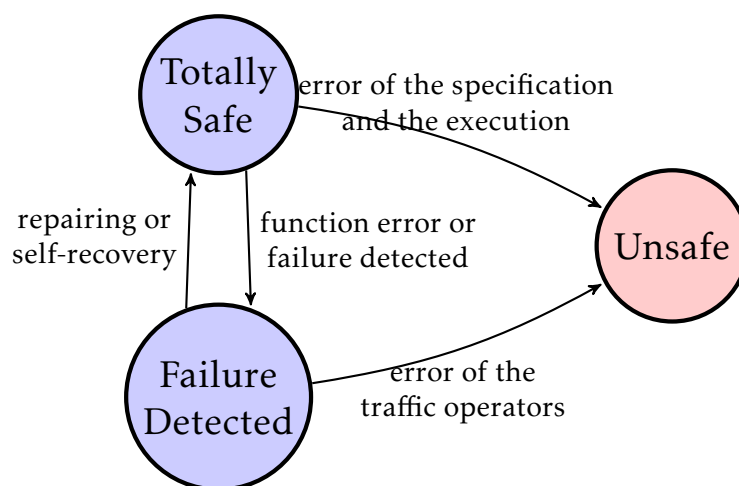 Totally
Safe
error of the specification
and the execution
repairing or
self-recovery
function error or
failure detected
Unsafe
Failure
Detected
error of the
traffic operators